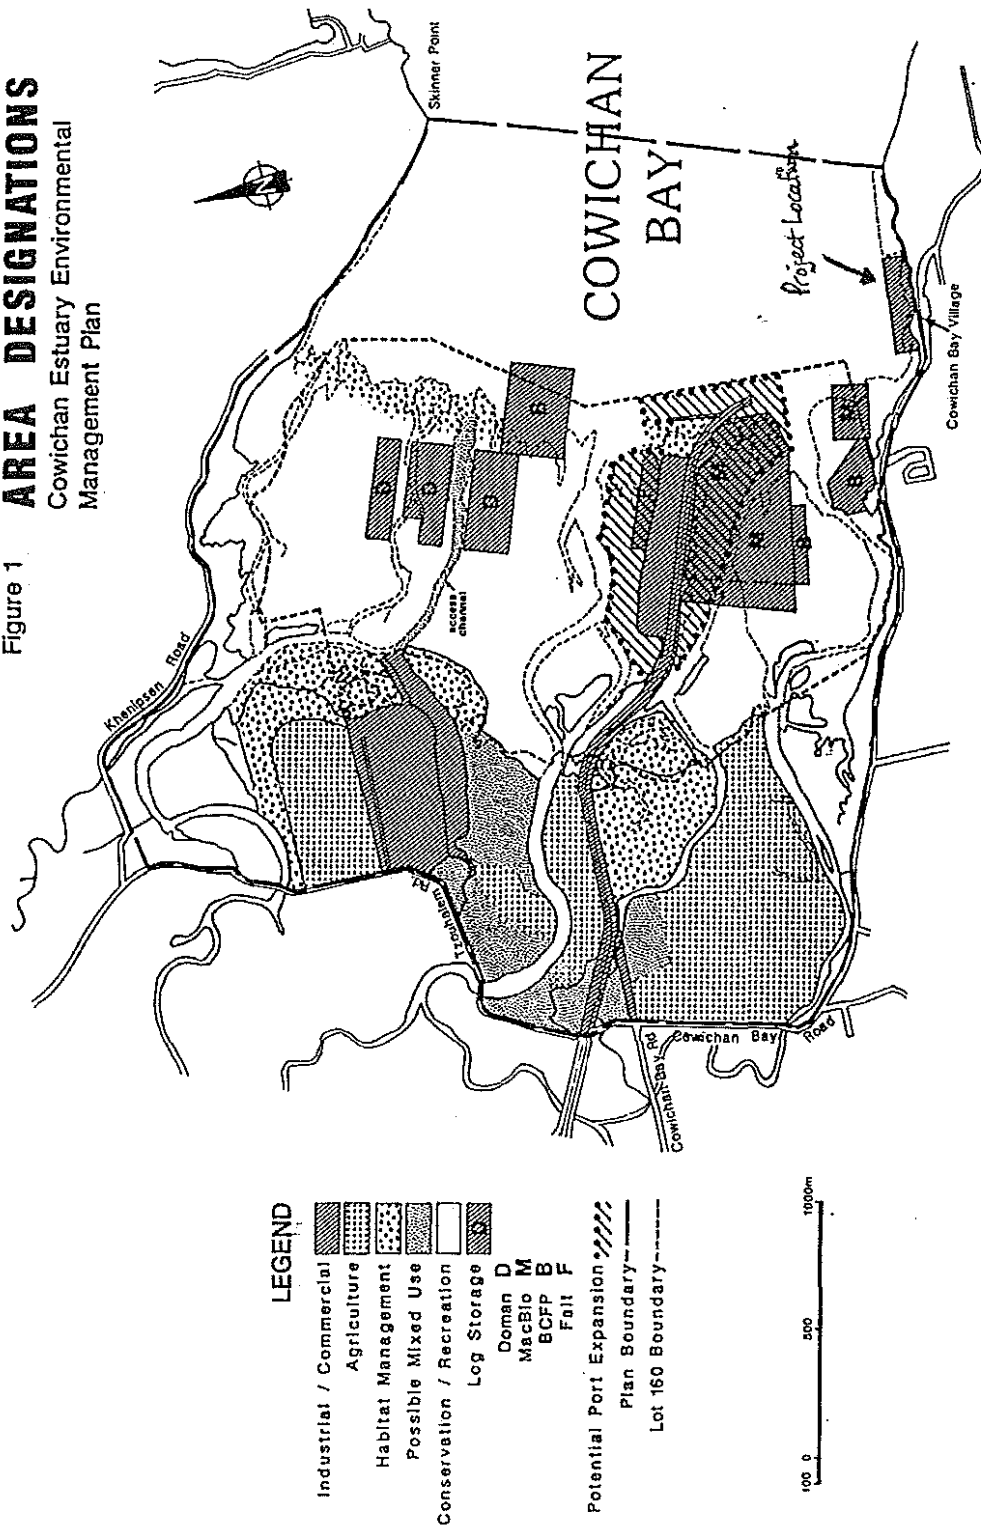 Figure 1 AREA DESIGNATIONS
Cowichan Estuary Environmental
Management Plan
N
Skinner Point
COWICHAN
BAY
Project Location
Cowichan Bay Village
Khenipsen Road
access
channel
D
D
D
B
M
M
B
B
M
Tzouhalem Rd.
Cowichan Bay Rd
Cowichan Bay Road
LEGEND
Industrial / Commercial
Agriculture
Habitat Management
Possible Mixed Use
Conservation / Recreation
Log Storage D
Doman D
MacBlo M
BCFP B
Falt F
Potential Port Expansion
Plan Boundary
Lot 160 Boundary
100 0 500 1000m